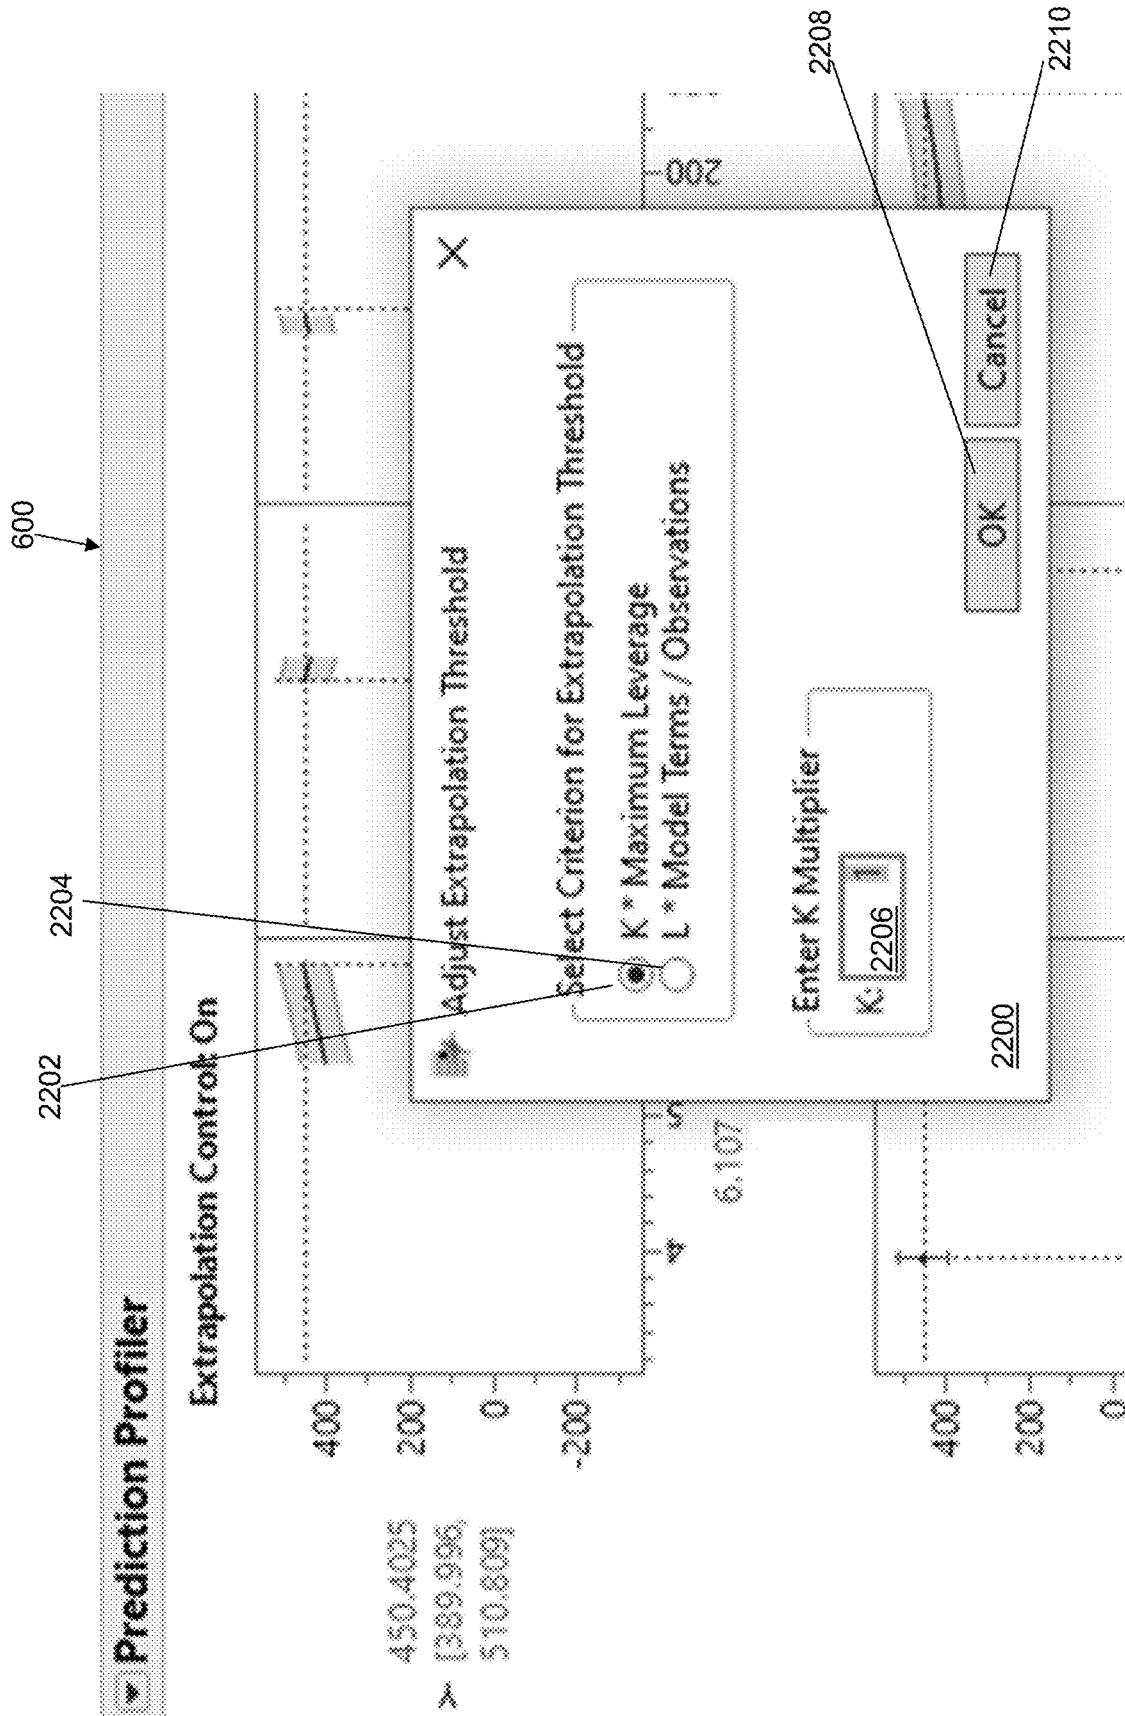 600
Prediction Profiler
Extrapolation Control: On
2202
2204
450.4025
Y [389.996,
510.809]
400
200
0
-200
4
5
200
6.107
Adjust Extrapolation Threshold
Select Criterion for Extrapolation Threshold
K * Maximum Leverage
L * Model Terms / Observations
Enter K Multiplier
K: 2206 1
2200
OK Cancel
2208
2210
400
200
0